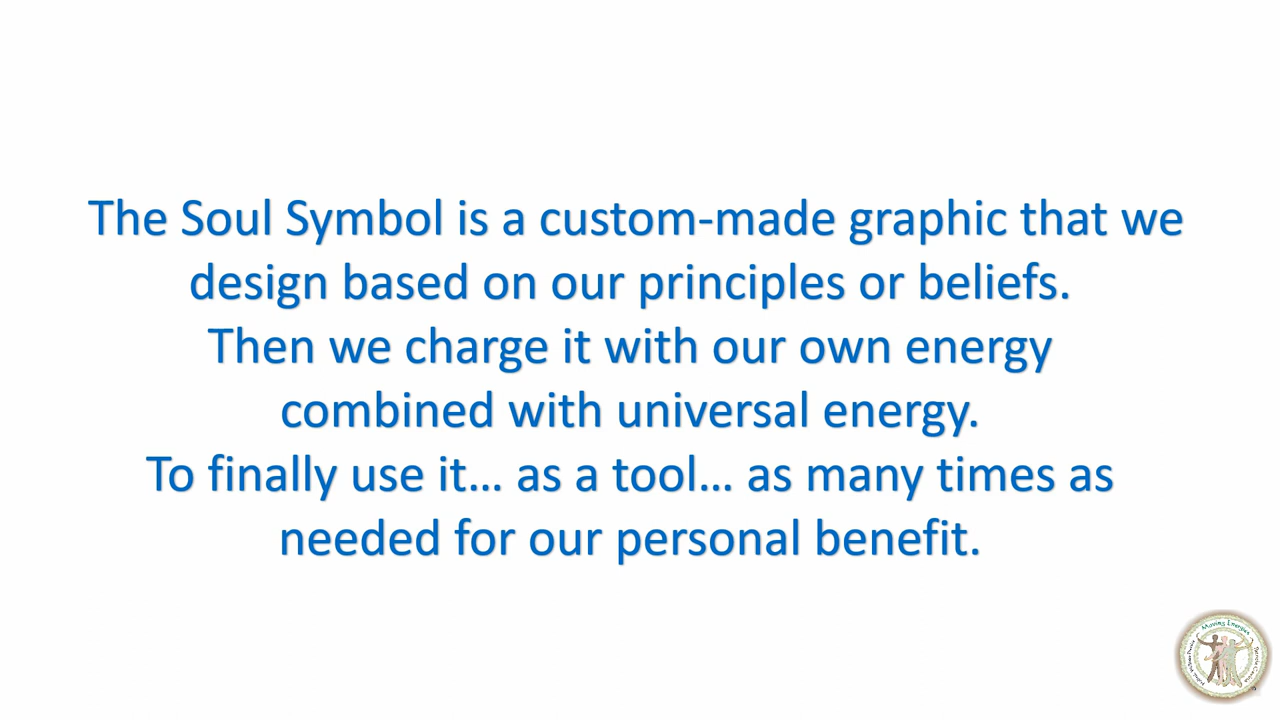 The Soul Symbol is a custom-made graphic that we
design based on our principles or beliefs.
Then we charge it with our own energy
combined with universal energy.
To finally use it… as a tool… as many times as
needed for our personal benefit.
Moving Energies